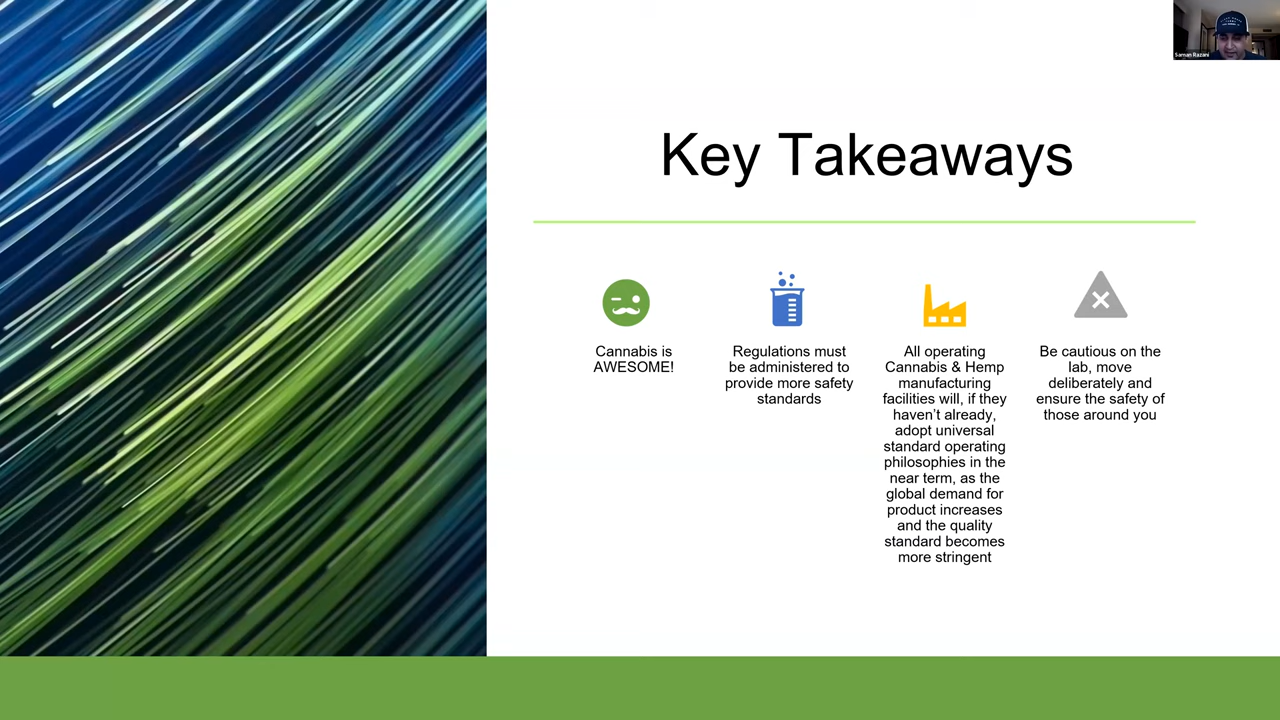 Saman Razani
Key Takeaways
Cannabis is
AWESOME!
Regulations must
be administered to
provide more safety
standards
All operating
Cannabis & Hemp
manufacturing
facilities will, if they
haven’t already,
adopt universal
standard operating
philosophies in the
near term, as the
global demand for
product increases
and the quality
standard becomes
more stringent
Be cautious on the
lab, move
deliberately and
ensure the safety of
those around you